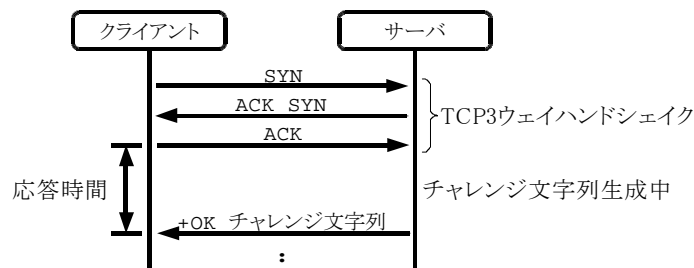 クライアント
サーバ
SYN
ACK SYN
TCP3ウェイハンドシェイク
ACK
応答時間
チャレンジ文字列生成中
+OK チャレンジ文字列
: